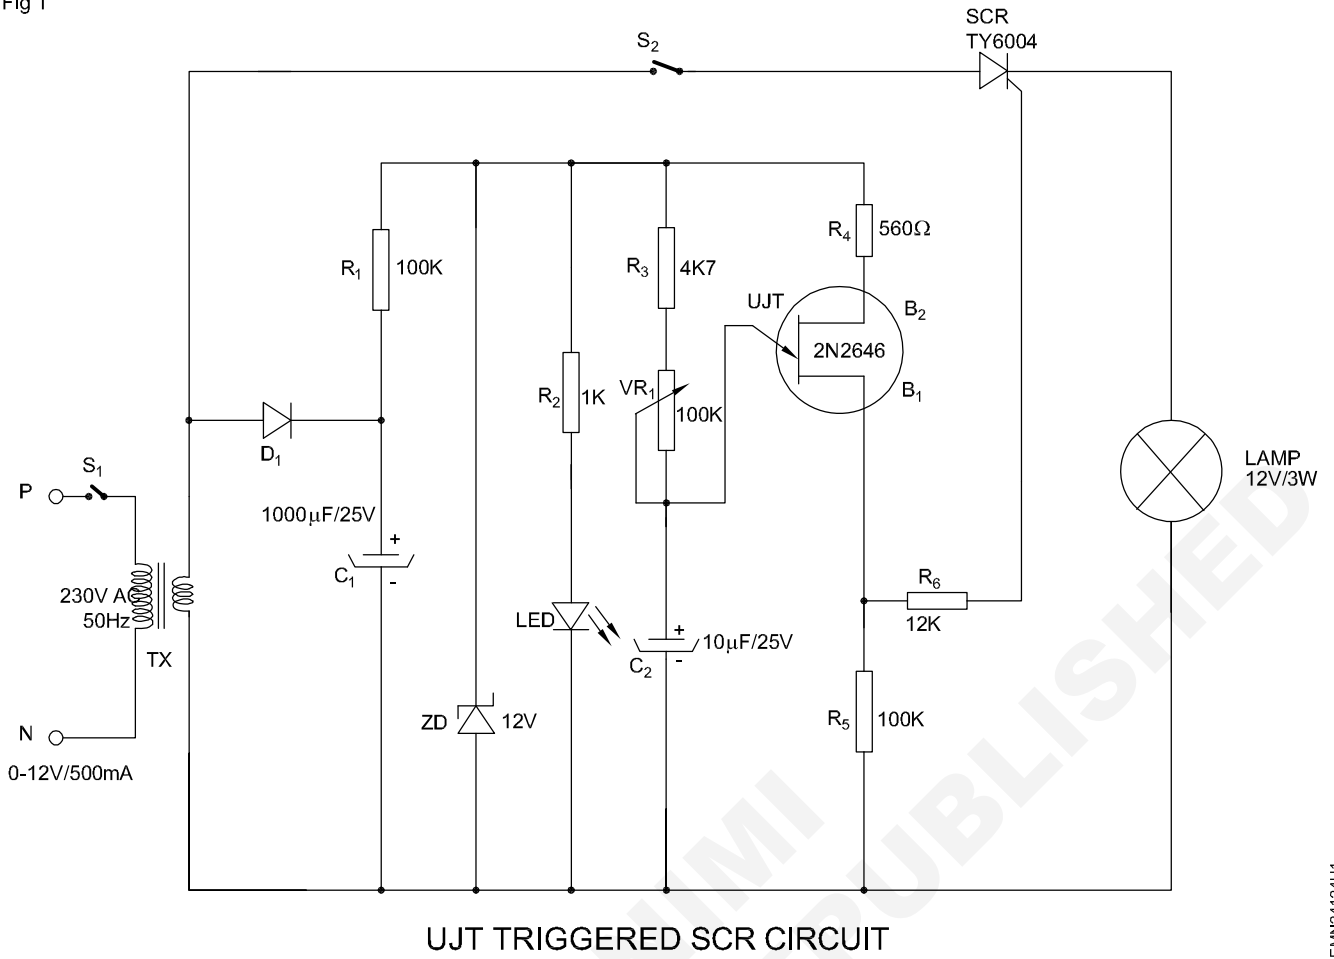 Fig 1
SCR
TY6004
S2
R4
560Ω
R1
100K
R3
4K7
UJT
B2
2N2646
B1
R2
1K
VR1
100K
D1
P
S1
LAMP
12V/3W
1000μF/25V
+
C1
-
230V AC
50Hz
TX
LED
+
10μF/25V
C2
-
R6
12K
ZD
12V
R5
100K
N
0-12V/500mA
NIMI
PUBLISHED
UJT TRIGGERED SCR CIRCUIT